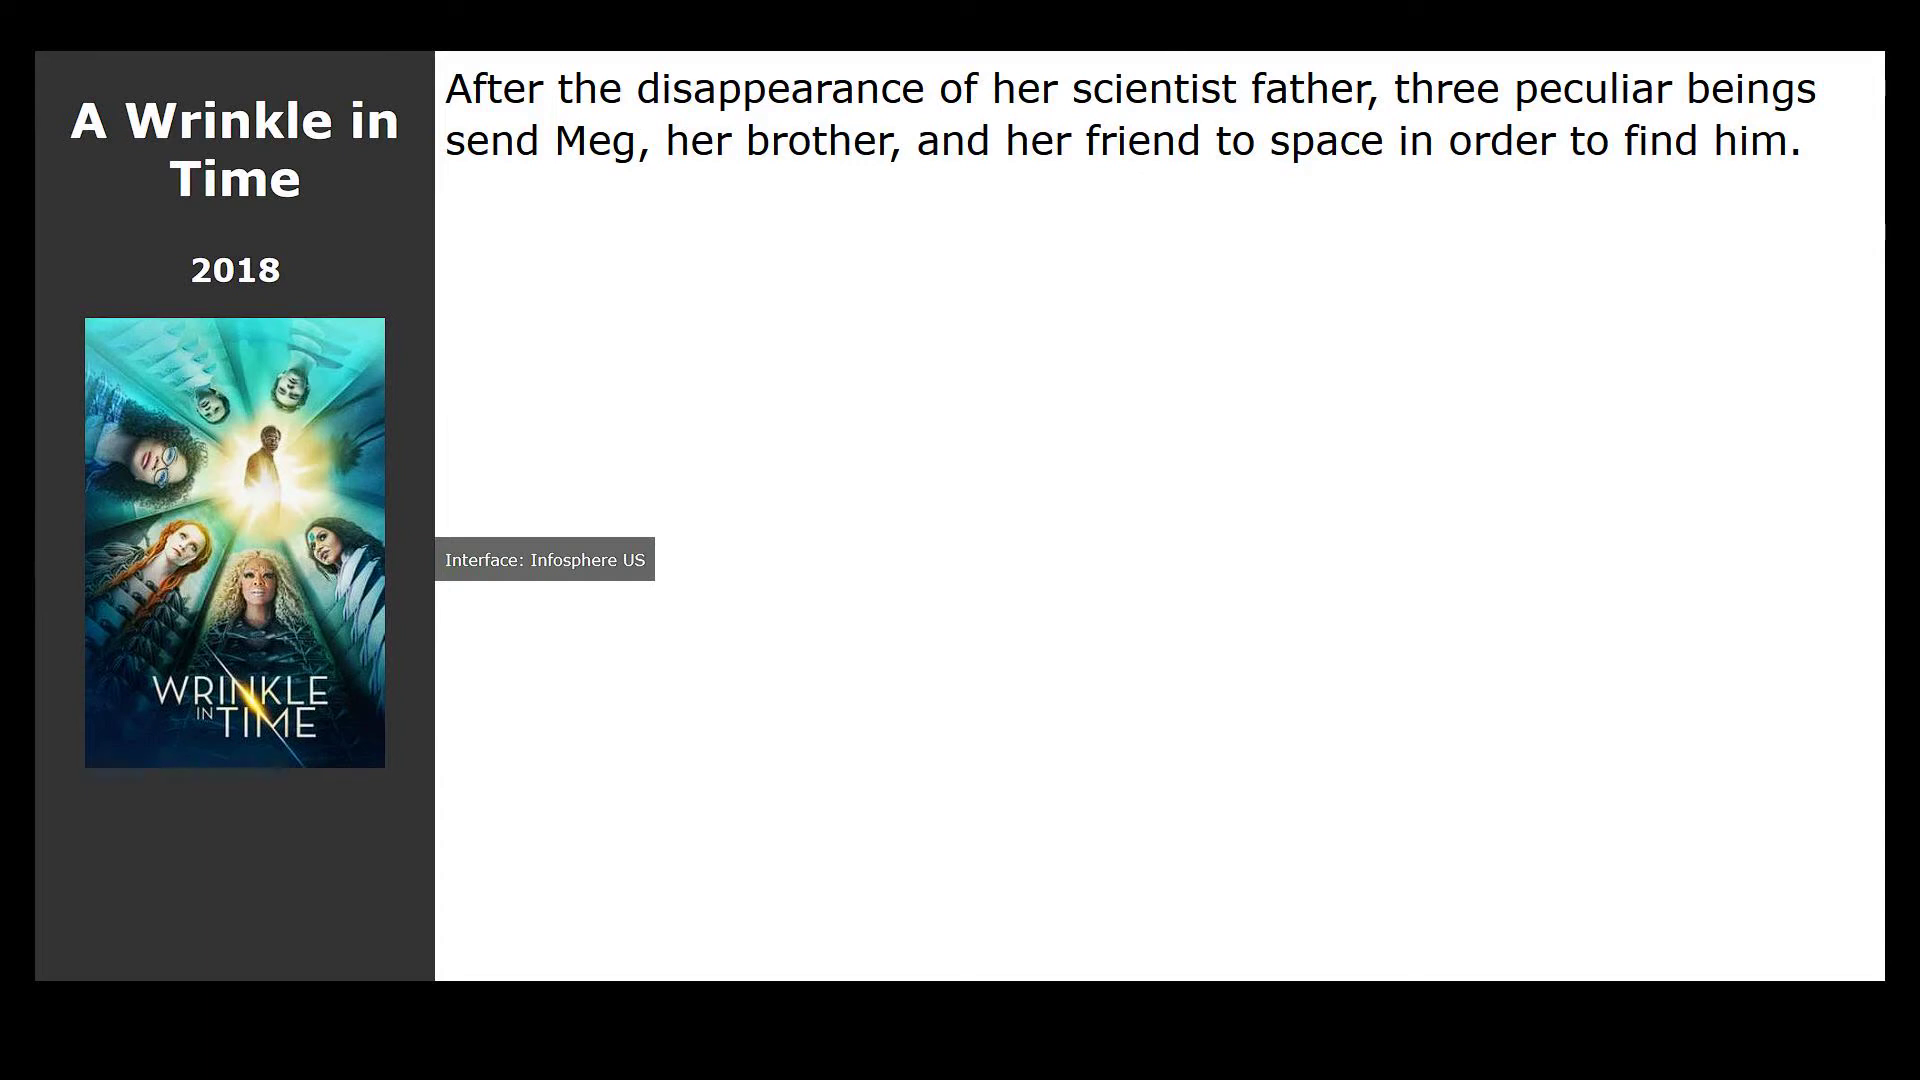 A Wrinkle in
Time
2018
WRINKLE
IN TIME
After the disappearance of her scientist father, three peculiar beings
send Meg, her brother, and her friend to space in order to find him.
Interface: Infosphere US